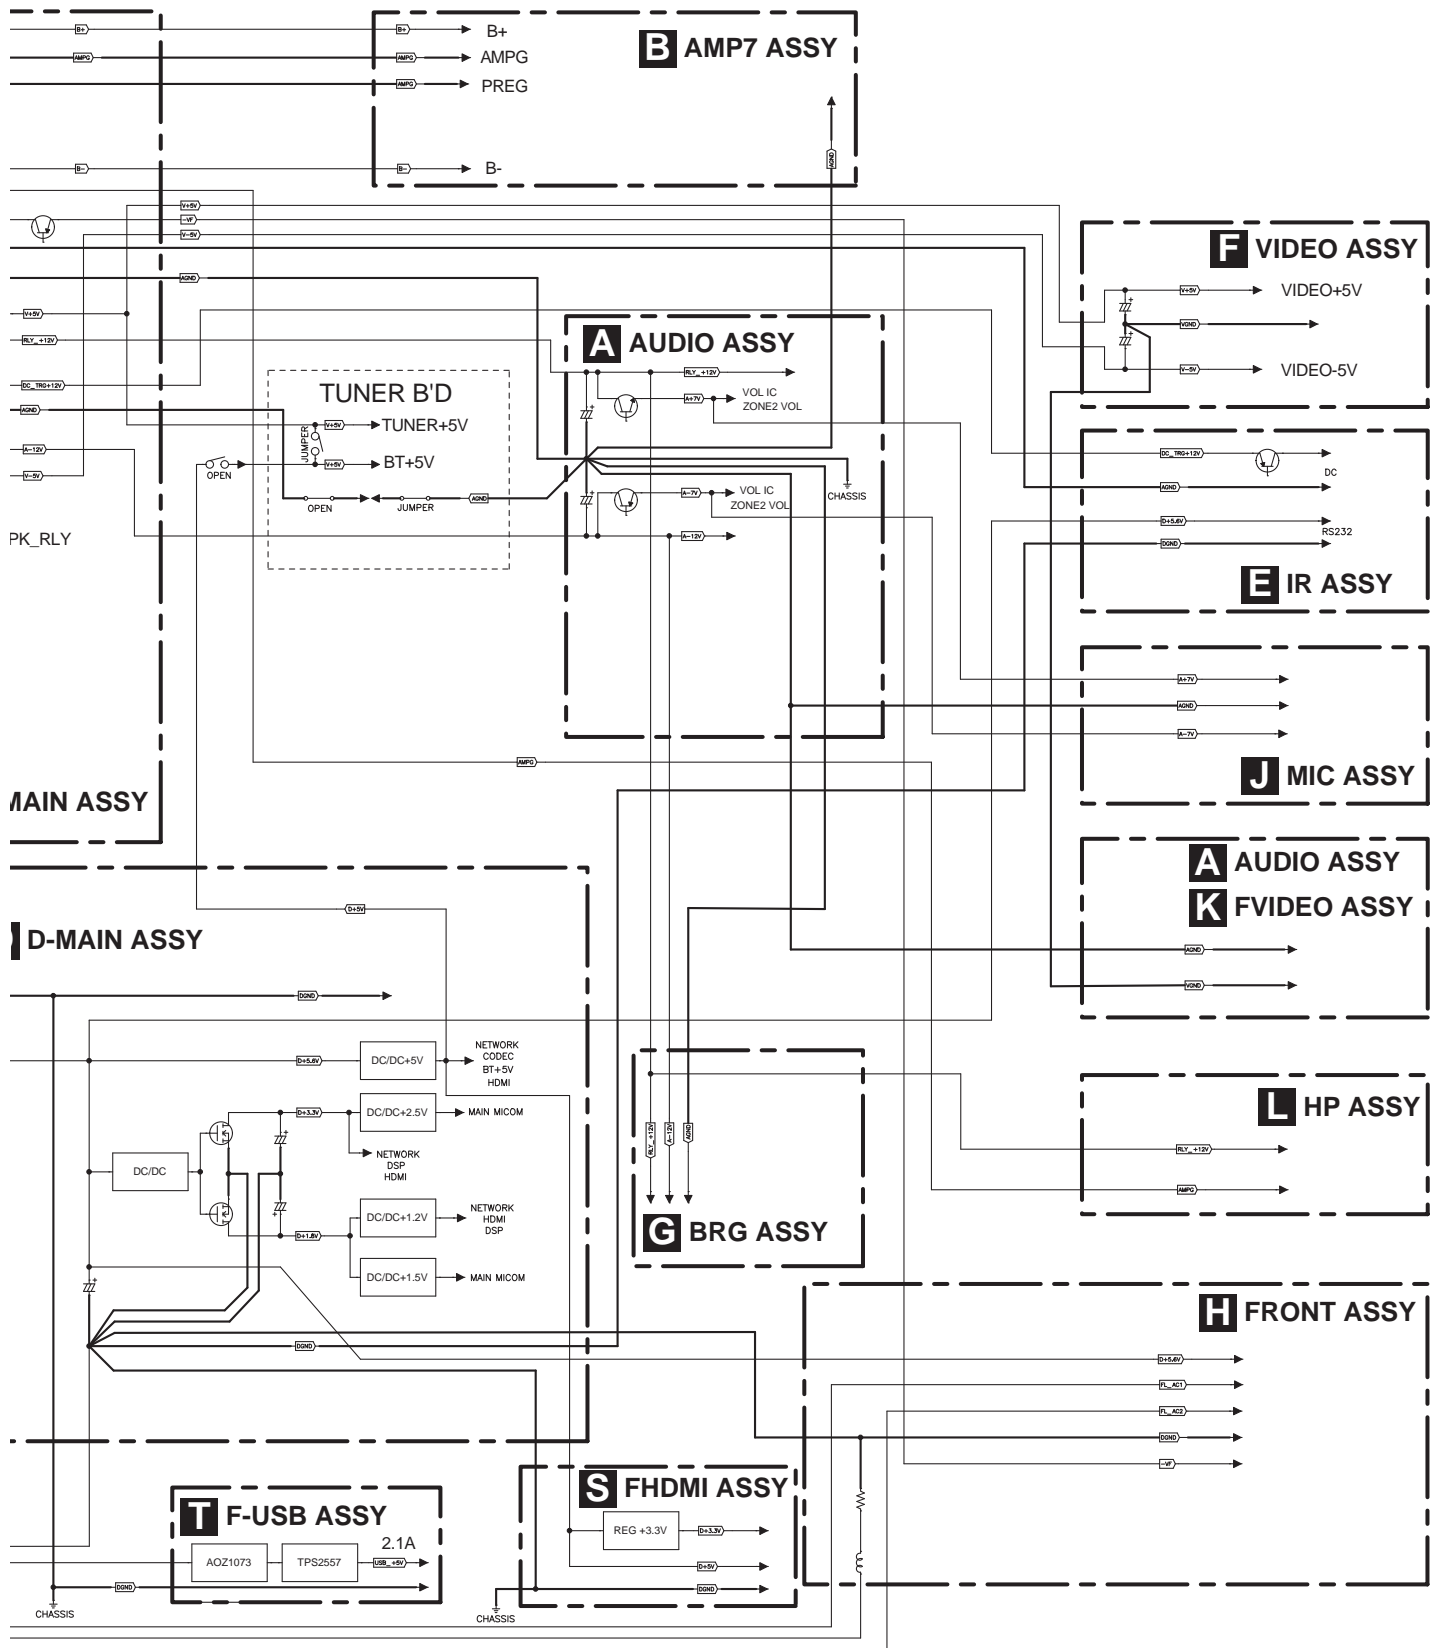 B+
B+
B+
B AMP7 ASSY
AMPG
AMPG
AMPG
AMPG
PREG
B-
B-
B-
AGND
V+5V
-VF
V-5V
AGND
F VIDEO ASSY
V+5V
VIDEO+5V
VGND
V-5V
VIDEO-5V
V+5V
RLY_+12V
DC_TRG+12V
AGND
A-12V
V-5V
PK_RLY
MAIN ASSY
TUNER B'D
JUMPER
V+5V
TUNER+5V
V+5V
BT+5V
OPEN
OPEN
JUMPER
AGND
A AUDIO ASSY
RLY_+12V
A+7V
VOL IC
ZONE2 VOL
CHASSIS
A-7V
VOL IC
ZONE2 VOL
A-12V
DC_TRG+12V
DC
AGND
D+5.6V
RS232
DGND
E IR ASSY
A+7V
AGND
A-7V
J MIC ASSY
AMPG
A AUDIO ASSY
K FVIDEO ASSY
AGND
VGND
D-MAIN ASSY
D+5V
DGND
D+5.6V
DC/DC+5V
NETWORK
CODEC
BT+5V
HDMI
D+3.3V
DC/DC+2.5V
MAIN MICOM
NETWORK
DSP
HDMI
DC/DC
DC/DC+1.2V
NETWORK
HDMI
DSP
D+1.8V
DC/DC+1.5V
MAIN MICOM
DGND
RLY_+12V
A-12V
AGND
G BRG ASSY
L HP ASSY
RLY_+12V
AMPG
H FRONT ASSY
D+5.6V
FL_AC1
FL_AC2
DGND
-VF
T F-USB ASSY
2.1A
AOZ1073
TPS2557
USB_+5V
DGND
CHASSIS
S FHDMI ASSY
REG +3.3V
D+3.3V
D+5V
DGND
CHASSIS